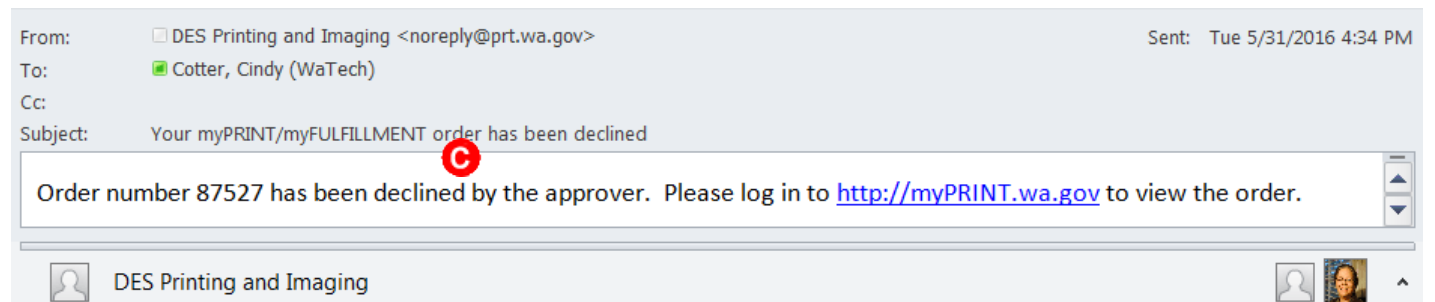 From: DES Printing and Imaging <noreply@prt.wa.gov> Sent: Tue 5/31/2016 4:34 PM
To: Cotter, Cindy (WaTech)
Cc:
Subject: Your myPRINT/myFULFILLMENT order has been declined
C
Order number 87527 has been declined by the approver.  Please log in to http://myPRINT.wa.gov to view the order.
DES Printing and Imaging